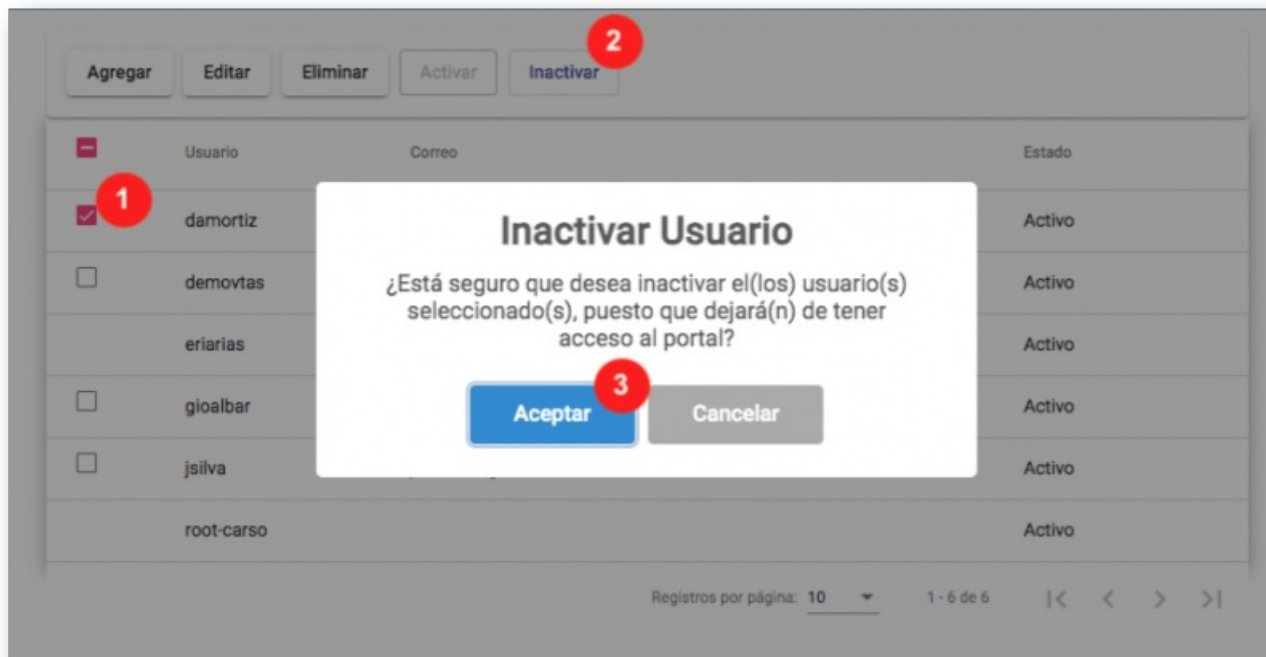 2
Agregar Editar Eliminar Activar Inactivar
Usuario Correo Estado
1
damortiz Activo
Inactivar Usuario
¿Está seguro que desea inactivar el(los) usuario(s)
seleccionado(s), puesto que dejará(n) de tener
acceso al portal?
demovtas Activo
eriarias Activo
3
Aceptar Cancelar
gioalbar Activo
jsilva Activo
root-carso Activo
Registros por página: 10 1 - 6 de 6